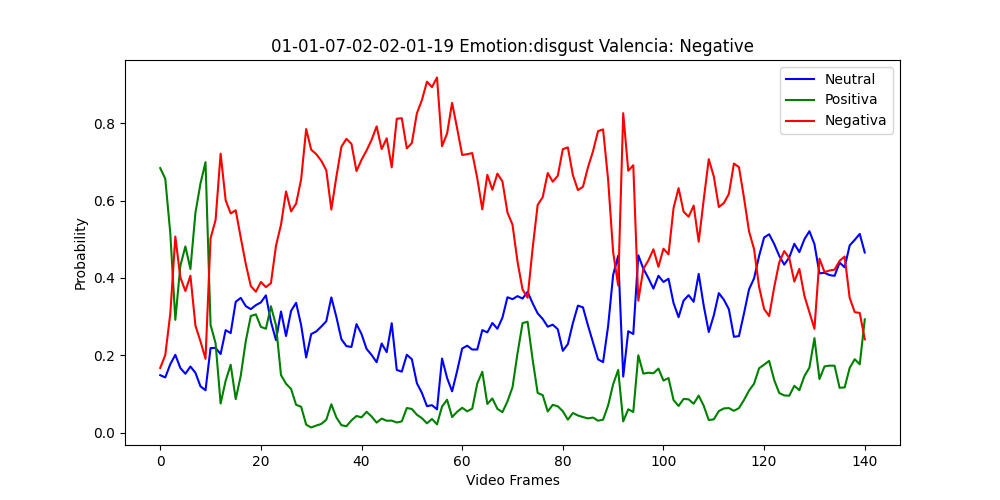 01-01-07-02-02-01-19 Emotion:disgust Valencia: Negative
Neutral
Positiva
Negativa
Probability
0.8
0.6
0.4
0.2
0.0
0 20 40 60 80 100 120 140
Video Frames